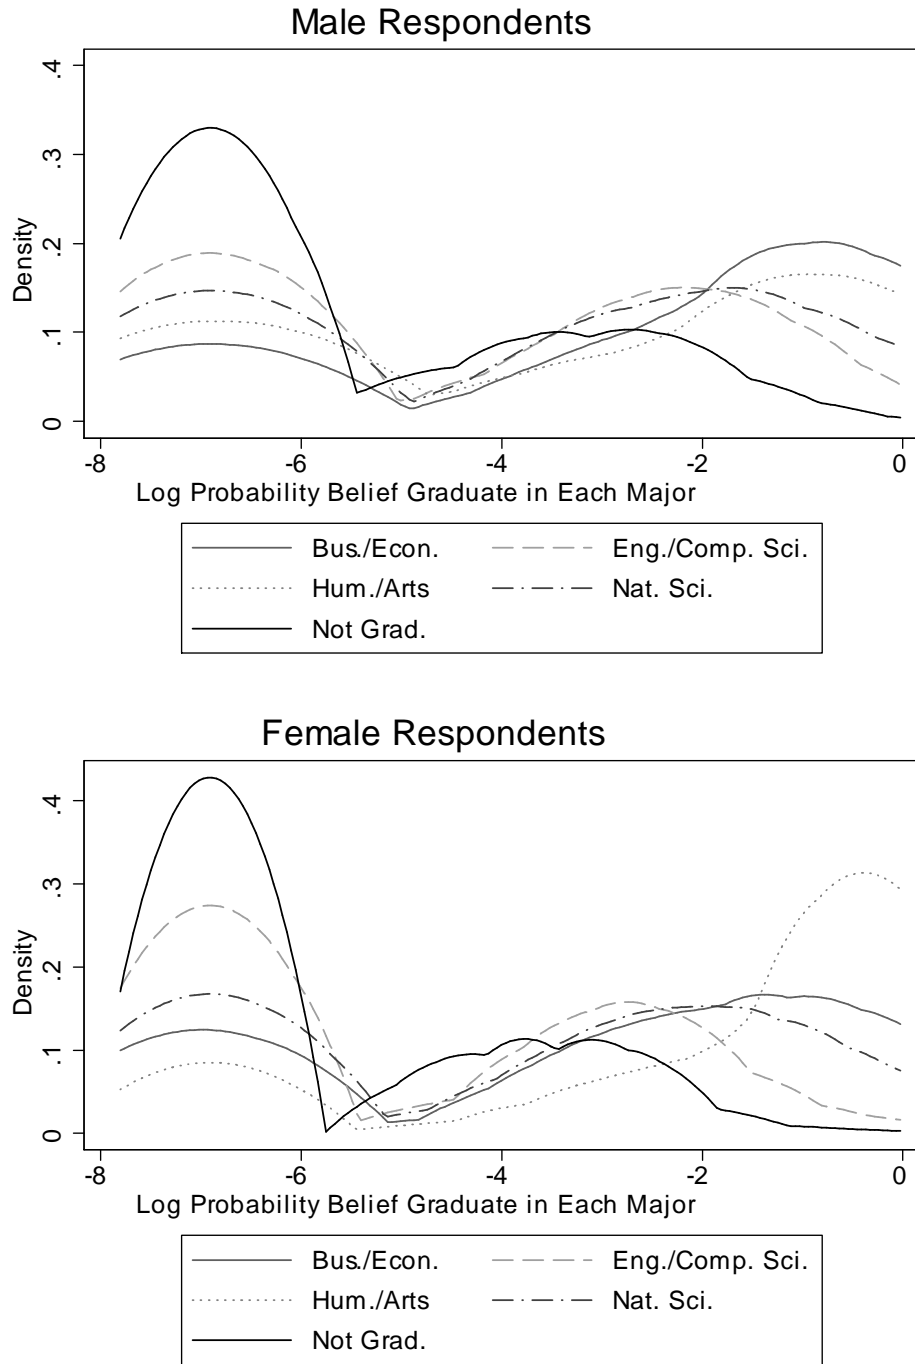 Male Respondents
.4
.3
.2
.1
0
Density
-8 -6 -4 -2 0
Log Probability Belief Graduate in Each Major
Bus./Econ. Eng./Comp. Sci.
Hum./Arts Nat. Sci.
Not Grad.
Female Respondents
.4
.3
.2
.1
0
Density
-8 -6 -4 -2 0
Log Probability Belief Graduate in Each Major
Bus./Econ. Eng./Comp. Sci.
Hum./Arts Nat. Sci.
Not Grad.